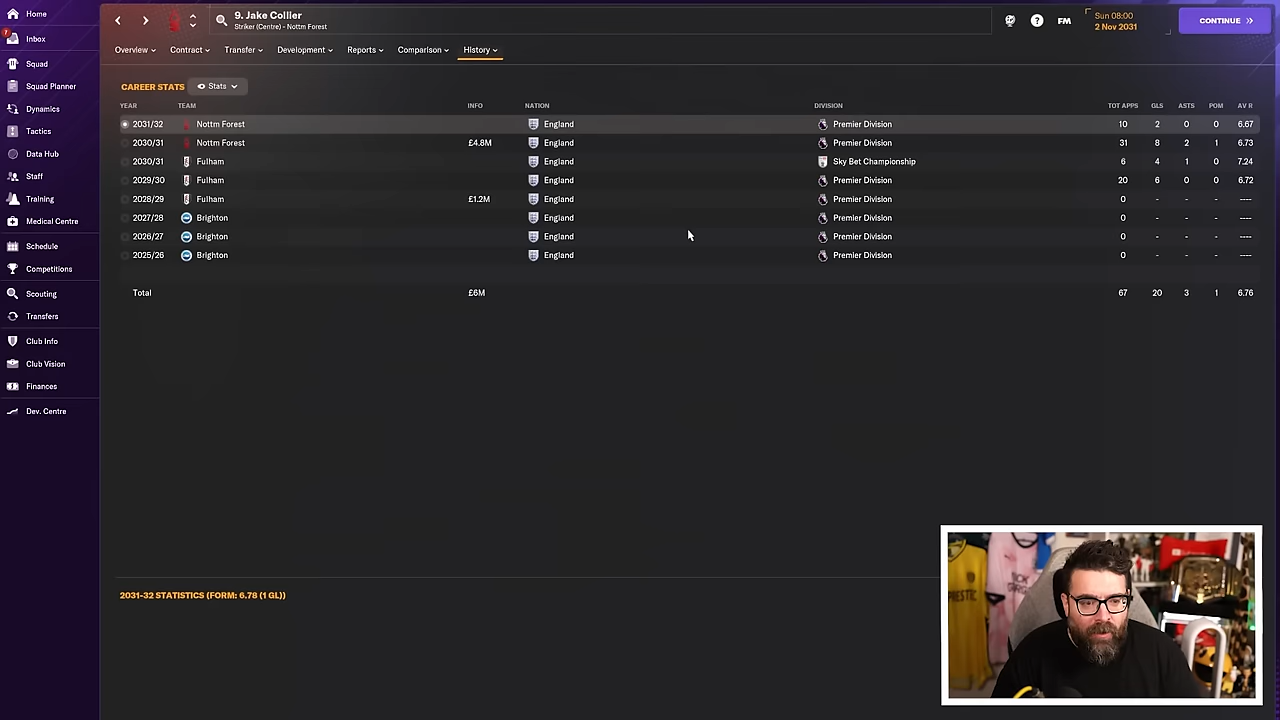 Home
9. Jake Collier
Striker (Centre) - Nottm Forest
FM
Sun 08:00
2 Nov 2031
CONTINUE
7
Inbox
Overview
Contract
Transfer
Development
Reports
Comparison
History
Squad
Squad Planner
Dynamics
Tactics
Data Hub
Staff
Training
Medical Centre
Schedule
Competitions
Scouting
Transfers
Club Info
Club Vision
Finances
Dev. Centre
CAREER STATS Stats
YEAR TEAM INFO NATION DIVISION TOT APPS GLS ASTS POM AV R
2031/32 Nottm Forest England Premier Division 10 2 0 0 6.67
2030/31 Nottm Forest £4.8M England Premier Division 31 8 2 1 6.73
2030/31 Fulham England Sky Bet Championship 6 4 1 0 7.24
2029/30 Fulham England Premier Division 20 6 0 0 6.72
2028/29 Fulham £1.2M England Premier Division 0 - - - ----
2027/28 Brighton England Premier Division 0 - - - ----
2026/27 Brighton England Premier Division 0 - - - ----
2025/26 Brighton England Premier Division 0 - - - ----
Total £6M 67 20 3 1 6.76
2031-32 STATISTICS (FORM: 6.78 (1 GL))